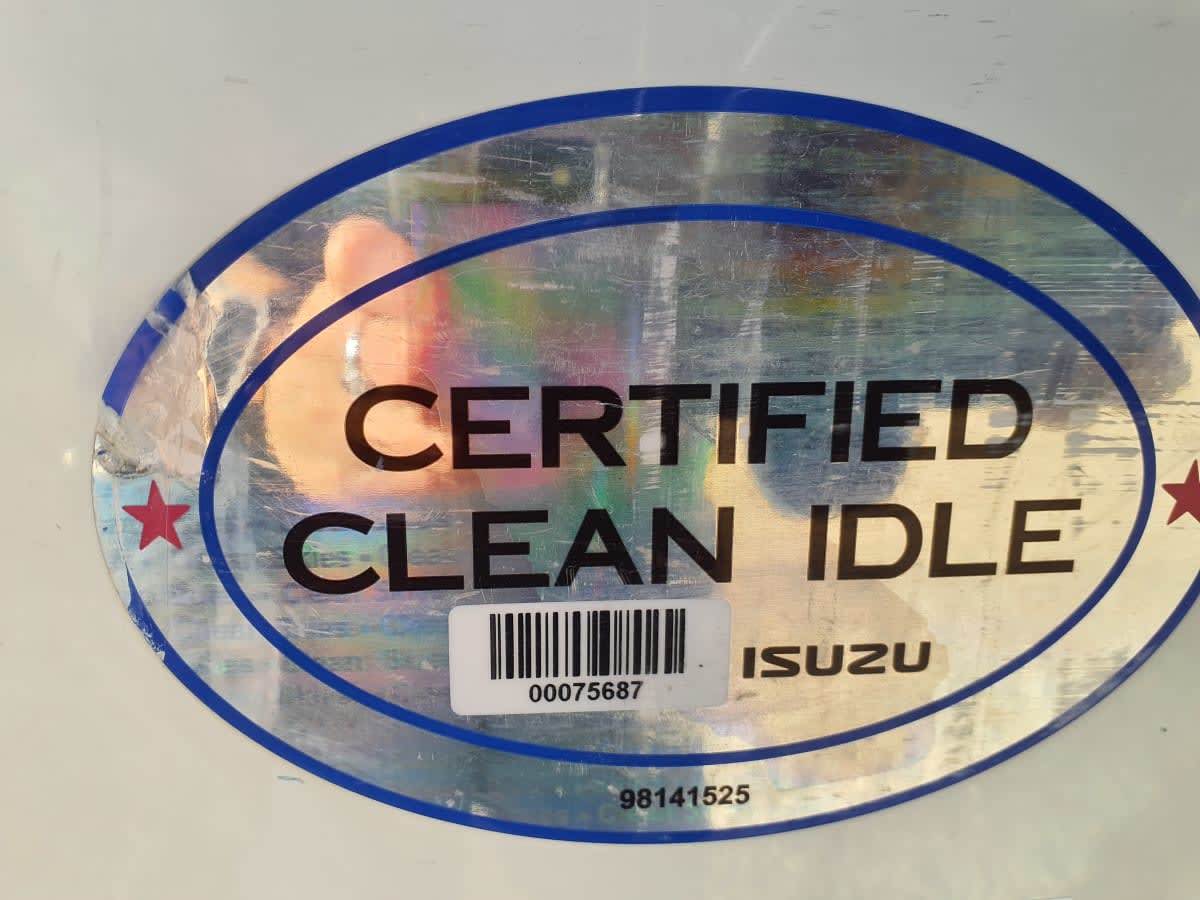 CERTIFIED
CLEAN IDLE
00075687
ISUZU
98141525